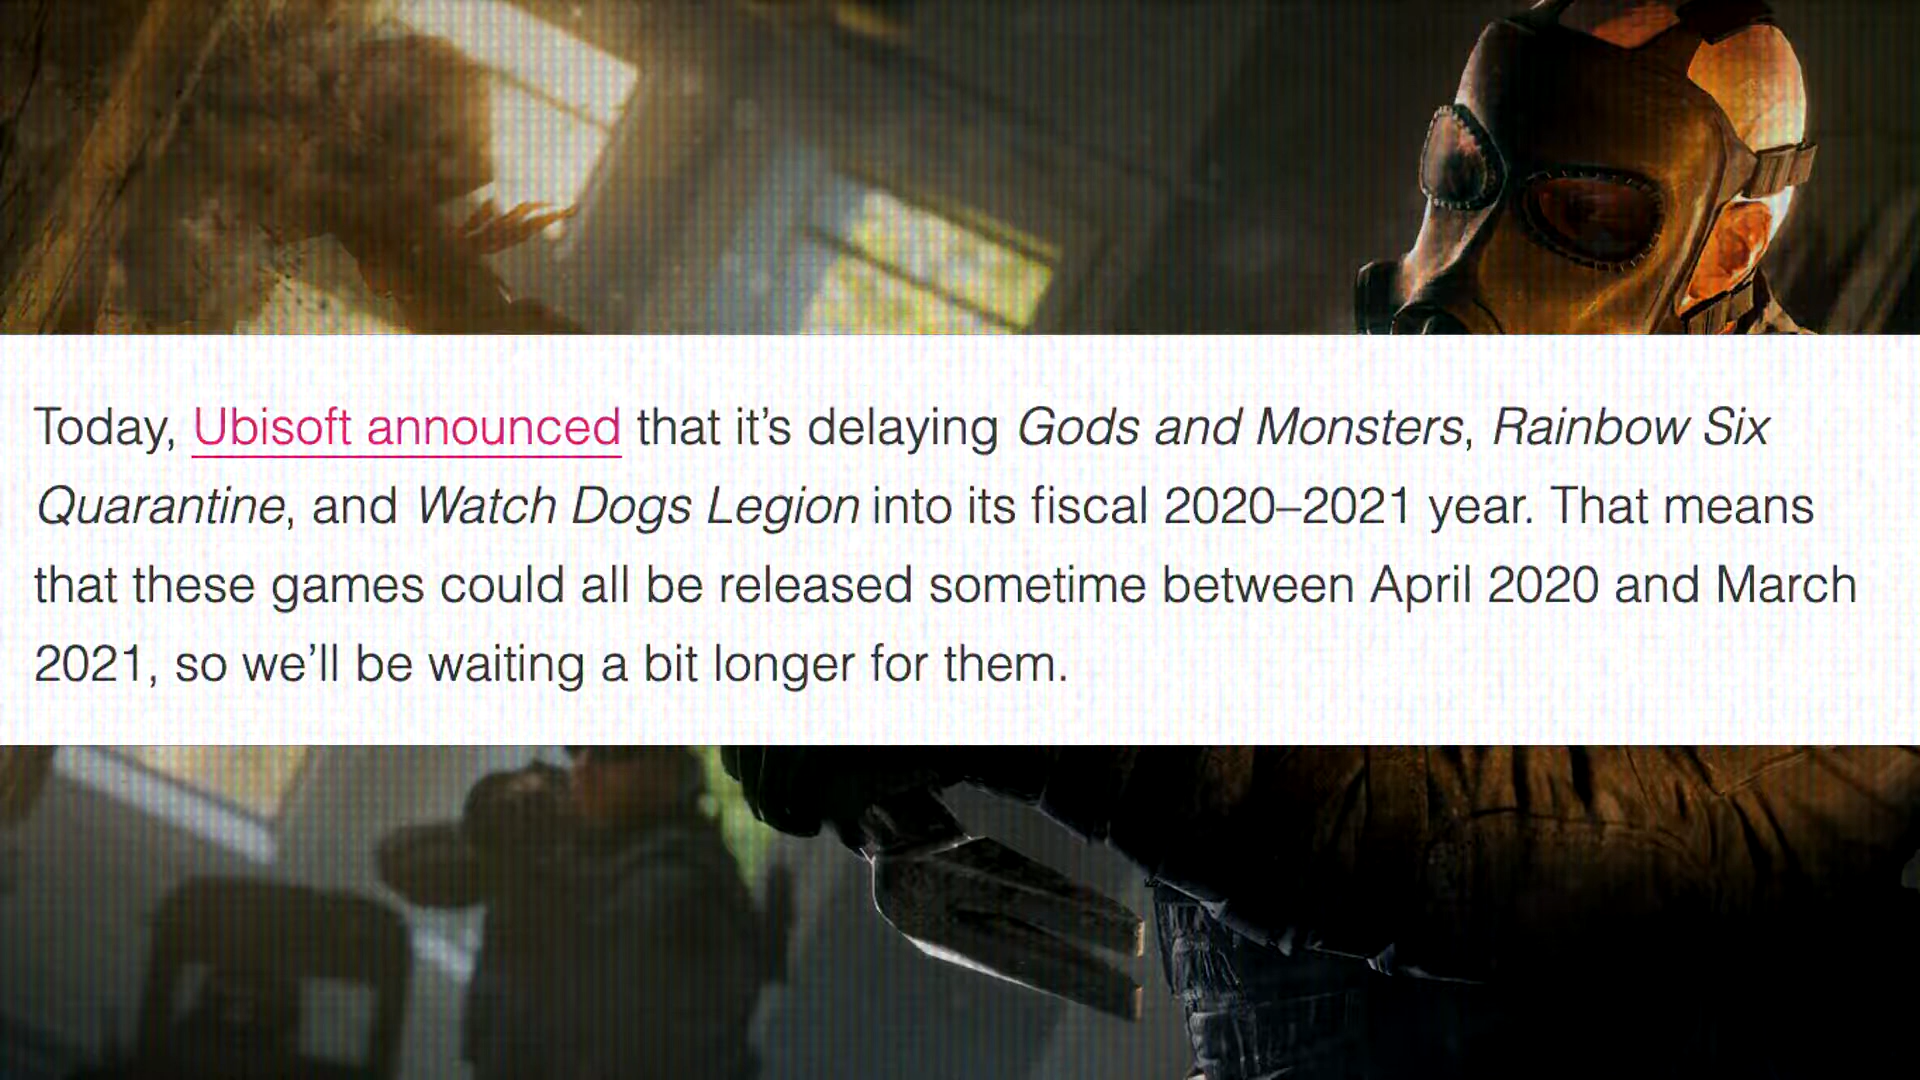 Today, Ubisoft announced that it’s delaying Gods and Monsters, Rainbow Six
Quarantine, and Watch Dogs Legion into its fiscal 2020–2021 year. That means
that these games could all be released sometime between April 2020 and March
2021, so we’ll be waiting a bit longer for them.